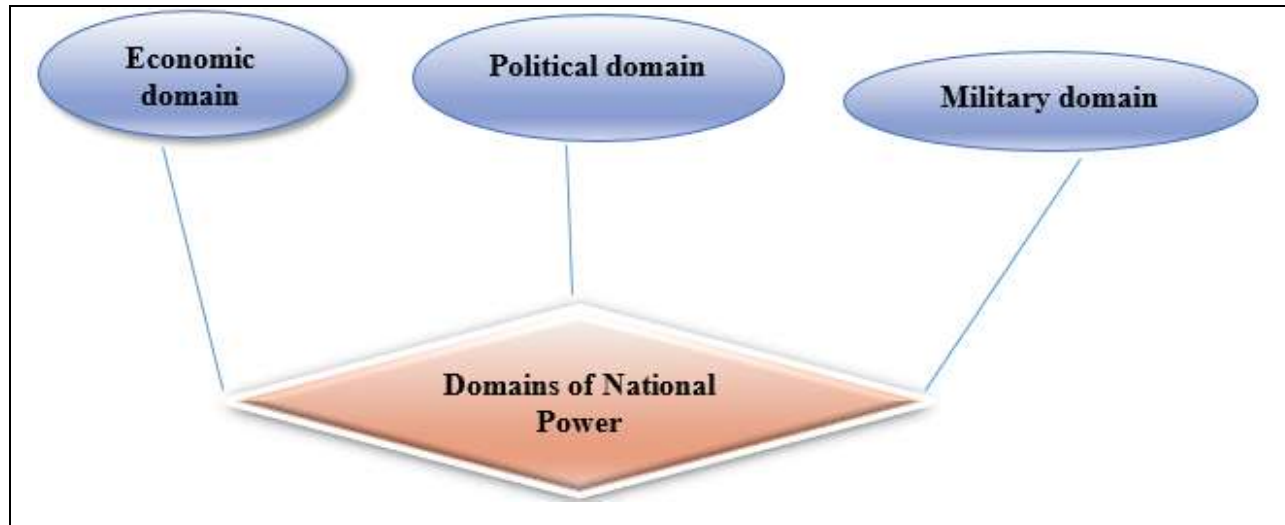 Economic
domain
Political domain
Military domain
Domains of National
Power